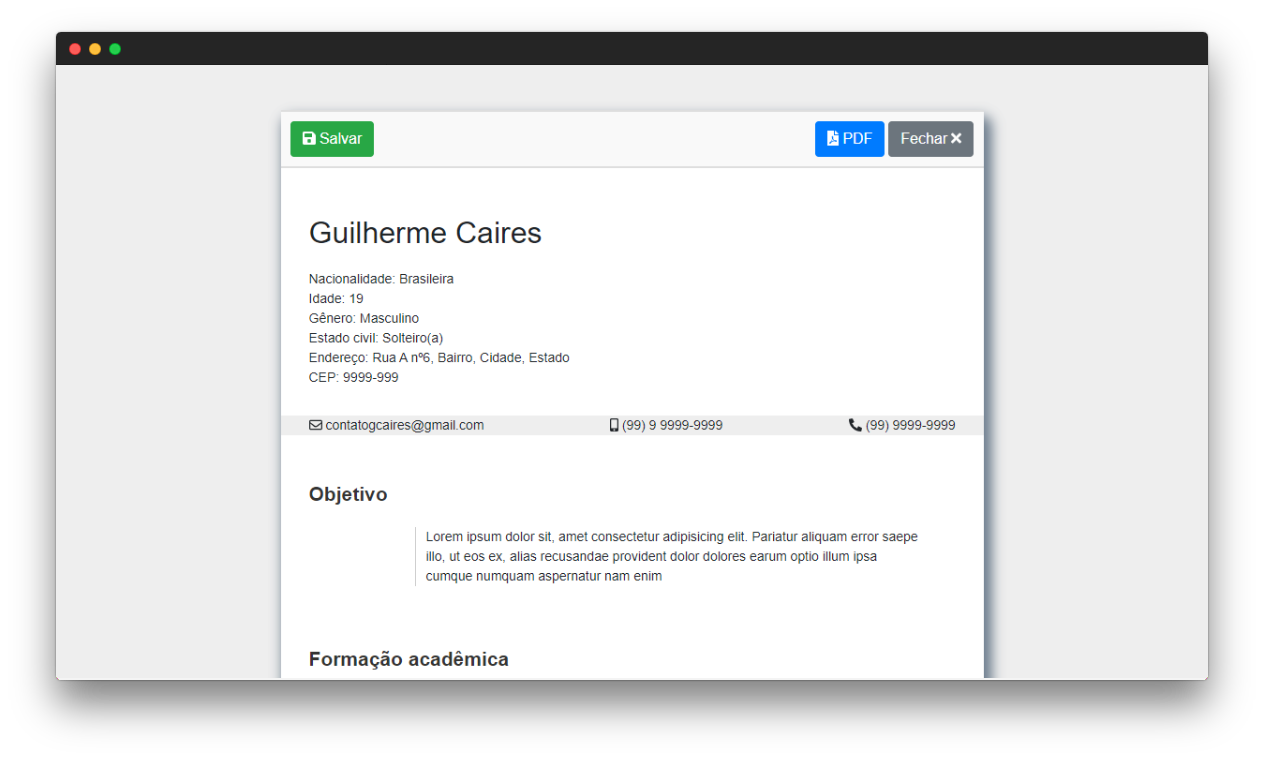 Salvar
PDF
Fechar
Guilherme Caires
Nacionalidade: Brasileira
Idade: 19
Gênero: Masculino
Estado civil: Solteiro(a)
Endereço: Rua A nº6, Bairro, Cidade, Estado
CEP: 9999-999
contatogcaires@gmail.com
(99) 9 9999-9999
(99) 9999-9999
Objetivo
Lorem ipsum dolor sit, amet consectetur adipisicing elit. Pariatur aliquam error saepe
illo, ut eos ex, alias recusandae provident dolor dolores earum optio illum ipsa
cumque numquam aspernatur nam enim
Formação acadêmica